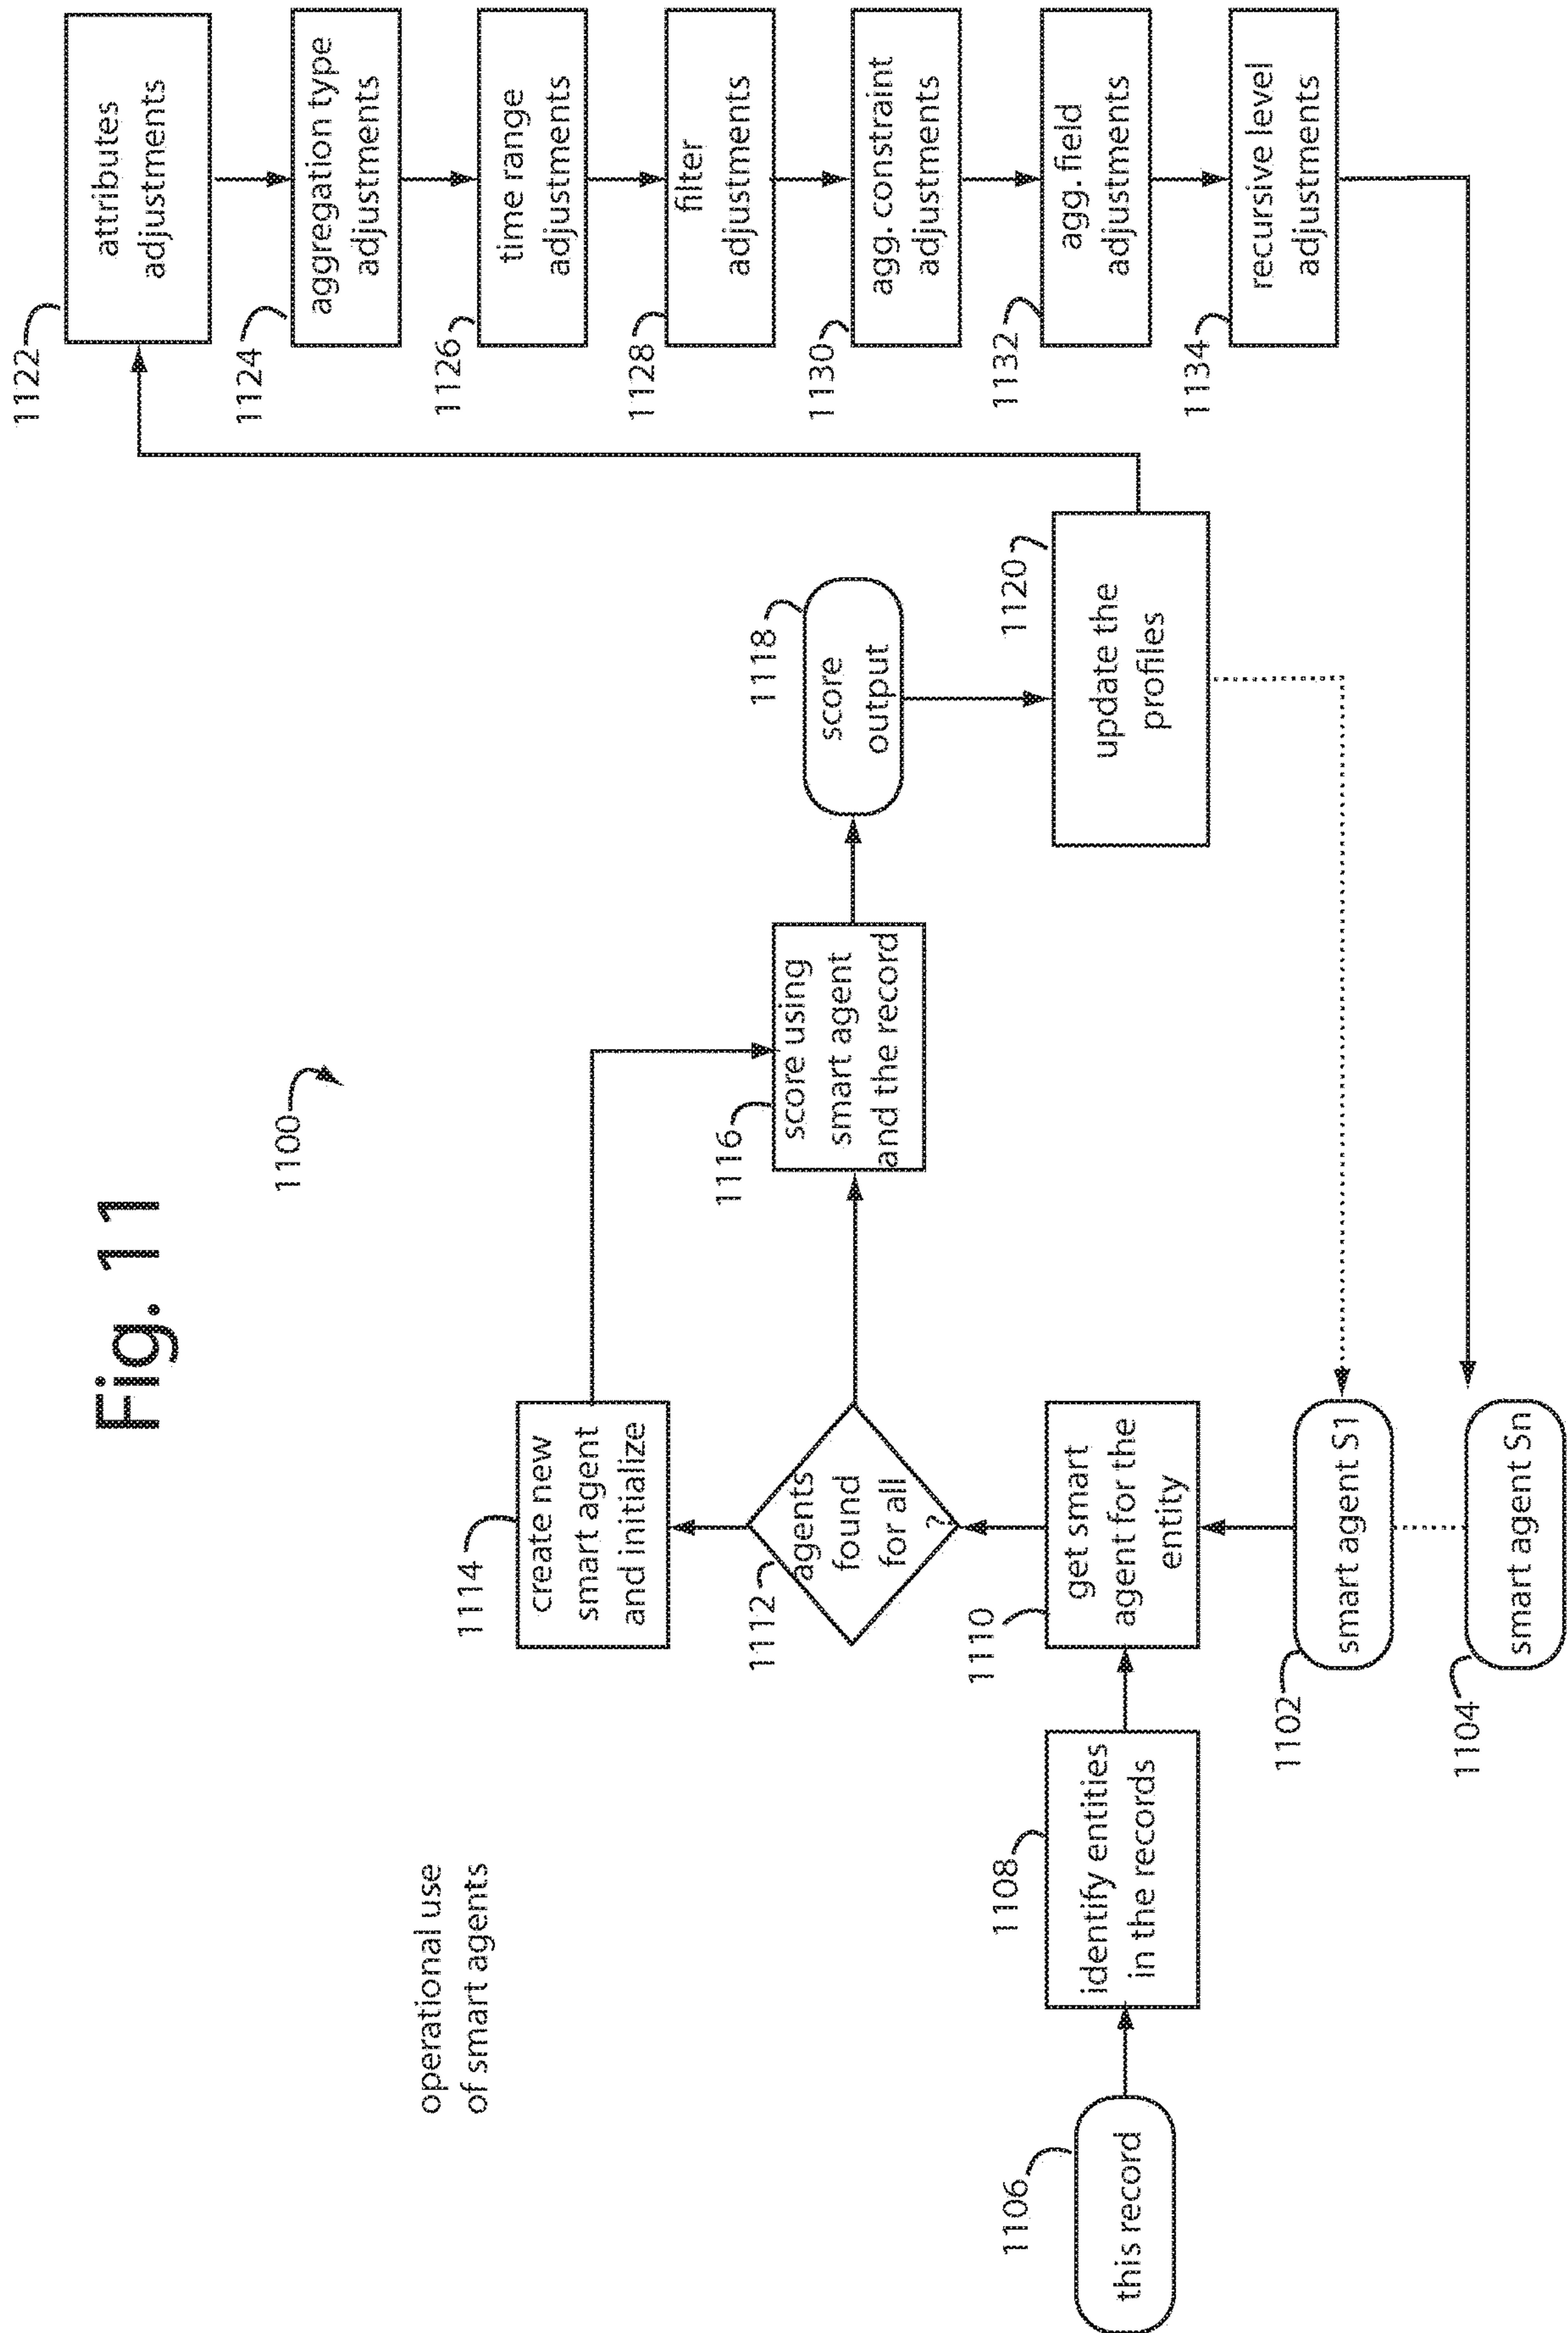 Fig. 11
1100
operational use
of smart agents
1106
this record
1108
identify entities
in the records
1110
get smart
agent for the
entity
1102
smart agent S1
1104
smart agent Sn
1112
agents
found
for all
?
1114
create new
smart agent
and initialize
1116
score using
smart agent
and the record
1118
score
output
1120
update the
profiles
1122
attributes
adjustments
1124
aggregation type
adjustments
1126
time range
adjustments
1128
filter
adjustments
1130
agg. constraint
adjustments
1132
agg. field
adjustments
1134
recursive level
adjustments